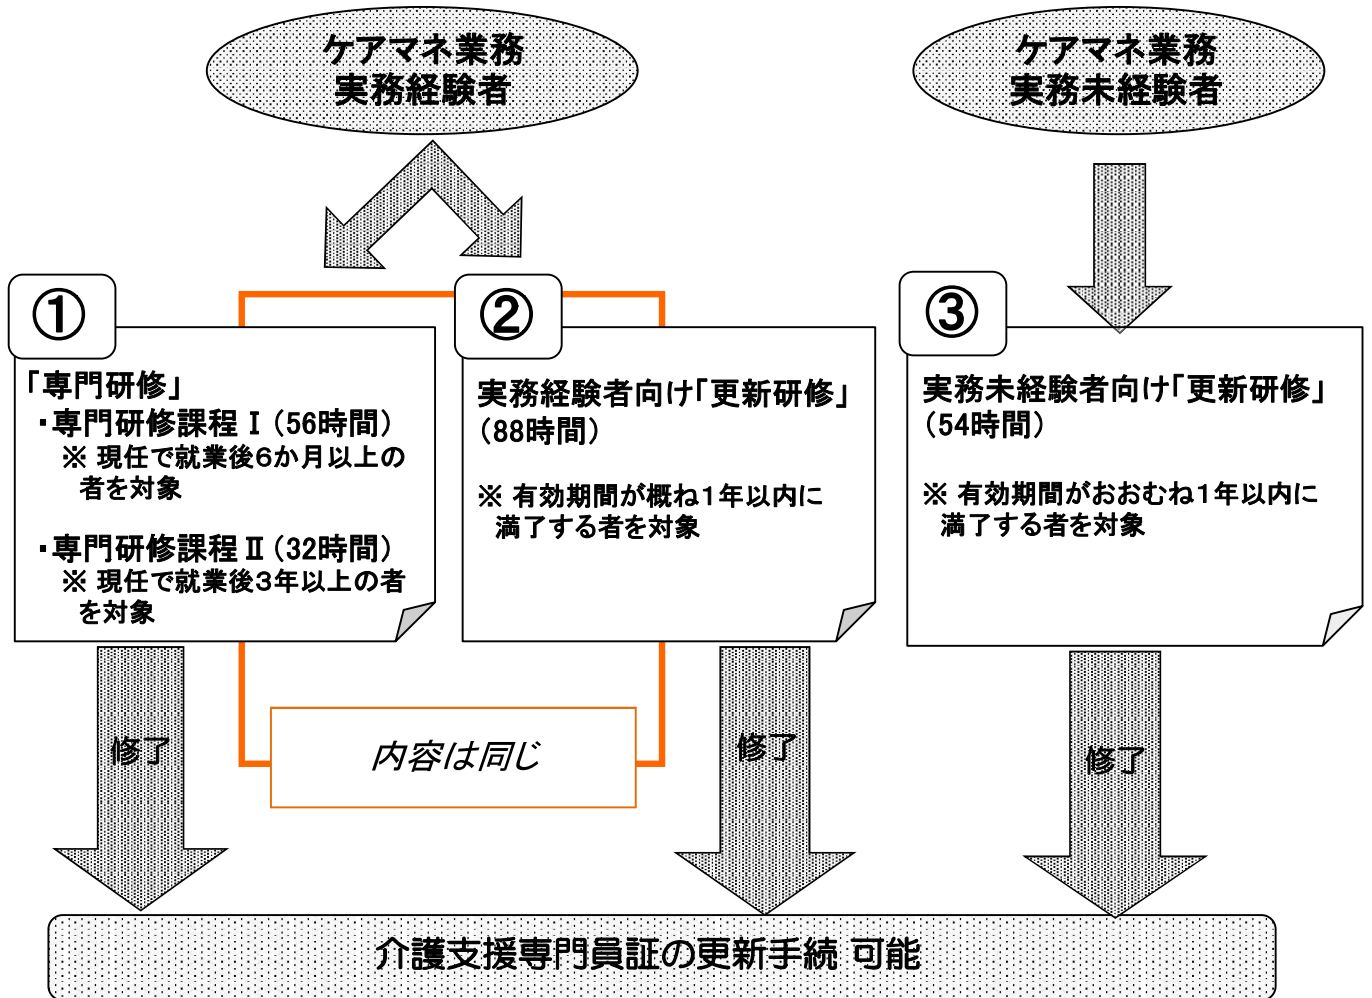 ケアマネ業務
実務経験者
ケアマネ業務
実務未経験者
①
「専門研修」
・専門研修課程Ⅰ（56時間）
※ 現任で就業後６か月以上の
者を対象
・専門研修課程Ⅱ（32時間）
※ 現任で就業後３年以上の者
を対象
②
実務経験者向け「更新研修」
（88時間）
※ 有効期間が概ね１年以内に
満了する者を対象
③
実務未経験者向け「更新研修」
（54時間）
※ 有効期間がおおむね１年以内に
満了する者を対象
修了
内容は同じ
修了
修了
介護支援専門員証の更新手続 可能